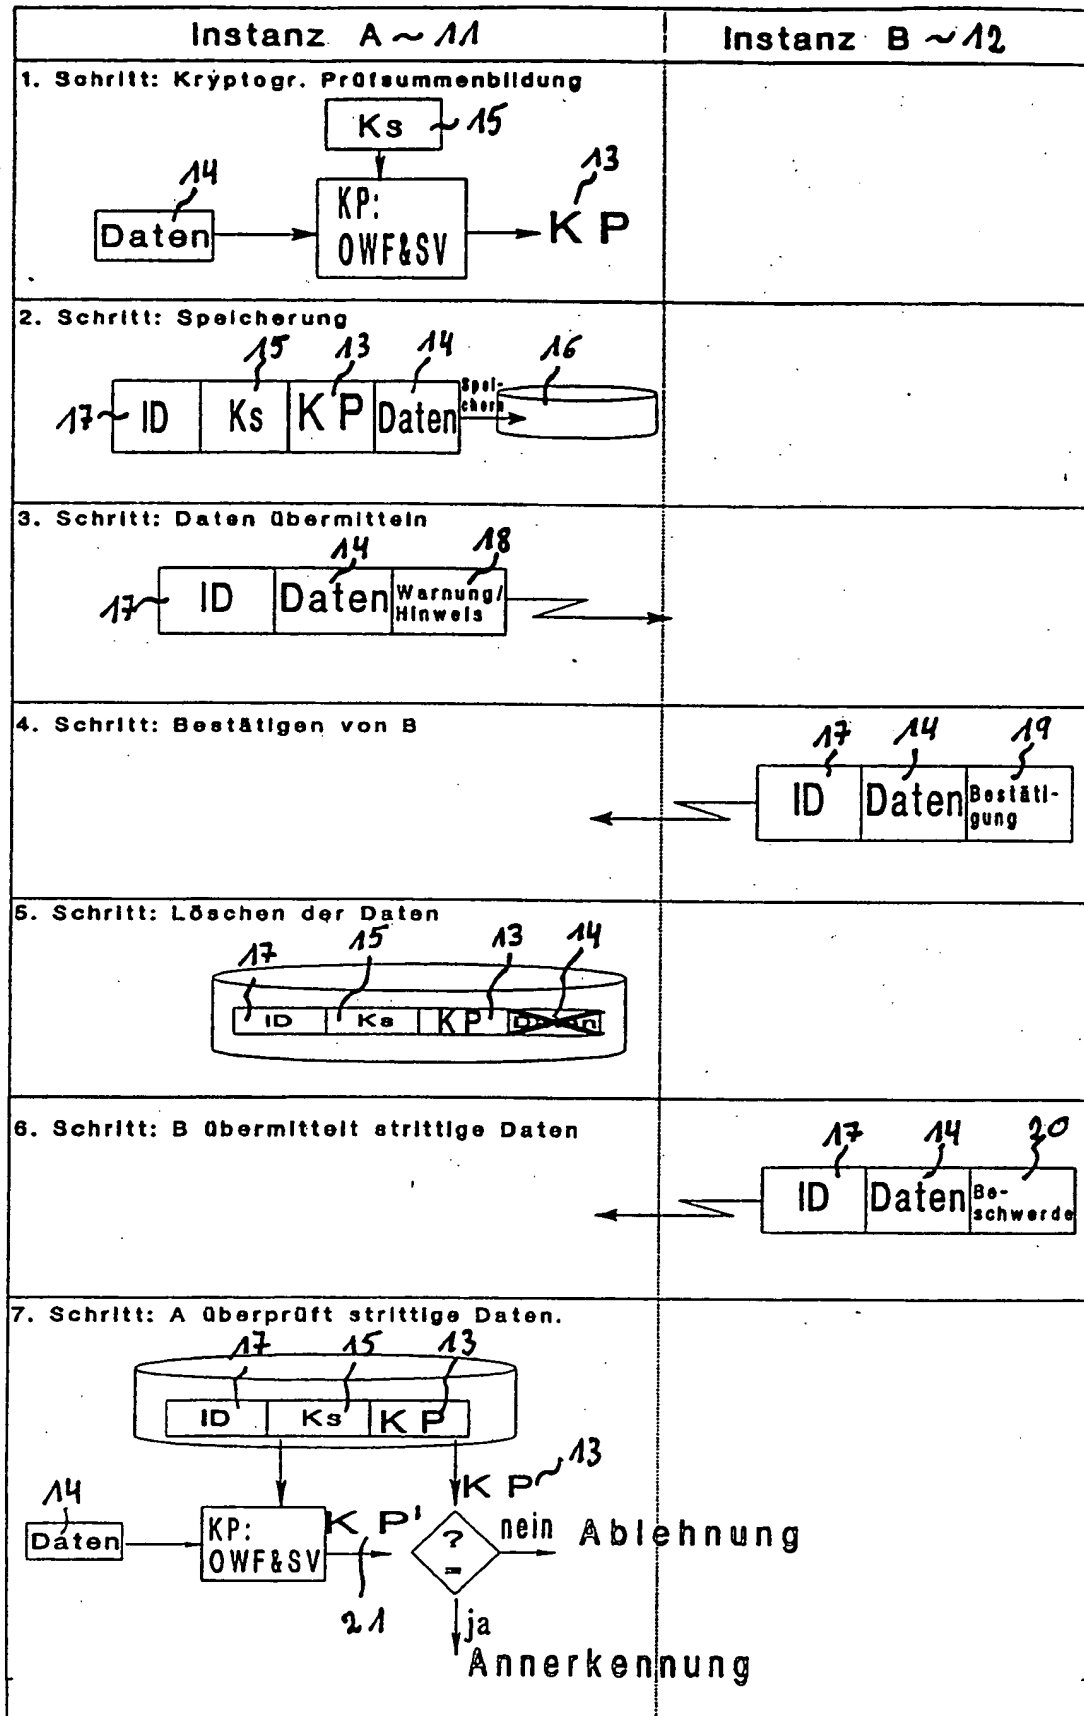 Instanz A ~ 11
Instanz B ~ 12
1. Schritt: Kryptogr. Prüfsummenbildung
Ks ~ 15
14
13
Daten
KP:
OWF&SV
KP
2. Schritt: Speicherung
15 13 14 16
17 ID Ks KP Daten
Spei-
chern
3. Schritt: Daten übermitteln
14 18
17 ID Daten Warnung/
Hinweis
4. Schritt: Bestätigen von B
17 14 19
ID Daten Bestäti-
gung
5. Schritt: Löschen der Daten
17 15 13 14
ID Ks KP Daten
6. Schritt: B übermittelt strittige Daten
17 14 20
ID Daten Be-
schwerde
7. Schritt: A überprüft strittige Daten.
17 15 13
ID Ks KP
KP 13
14
Daten
KP:
OWF&SV
KP'
21
?
=
nein Ablehnung
ja
Annerkennung